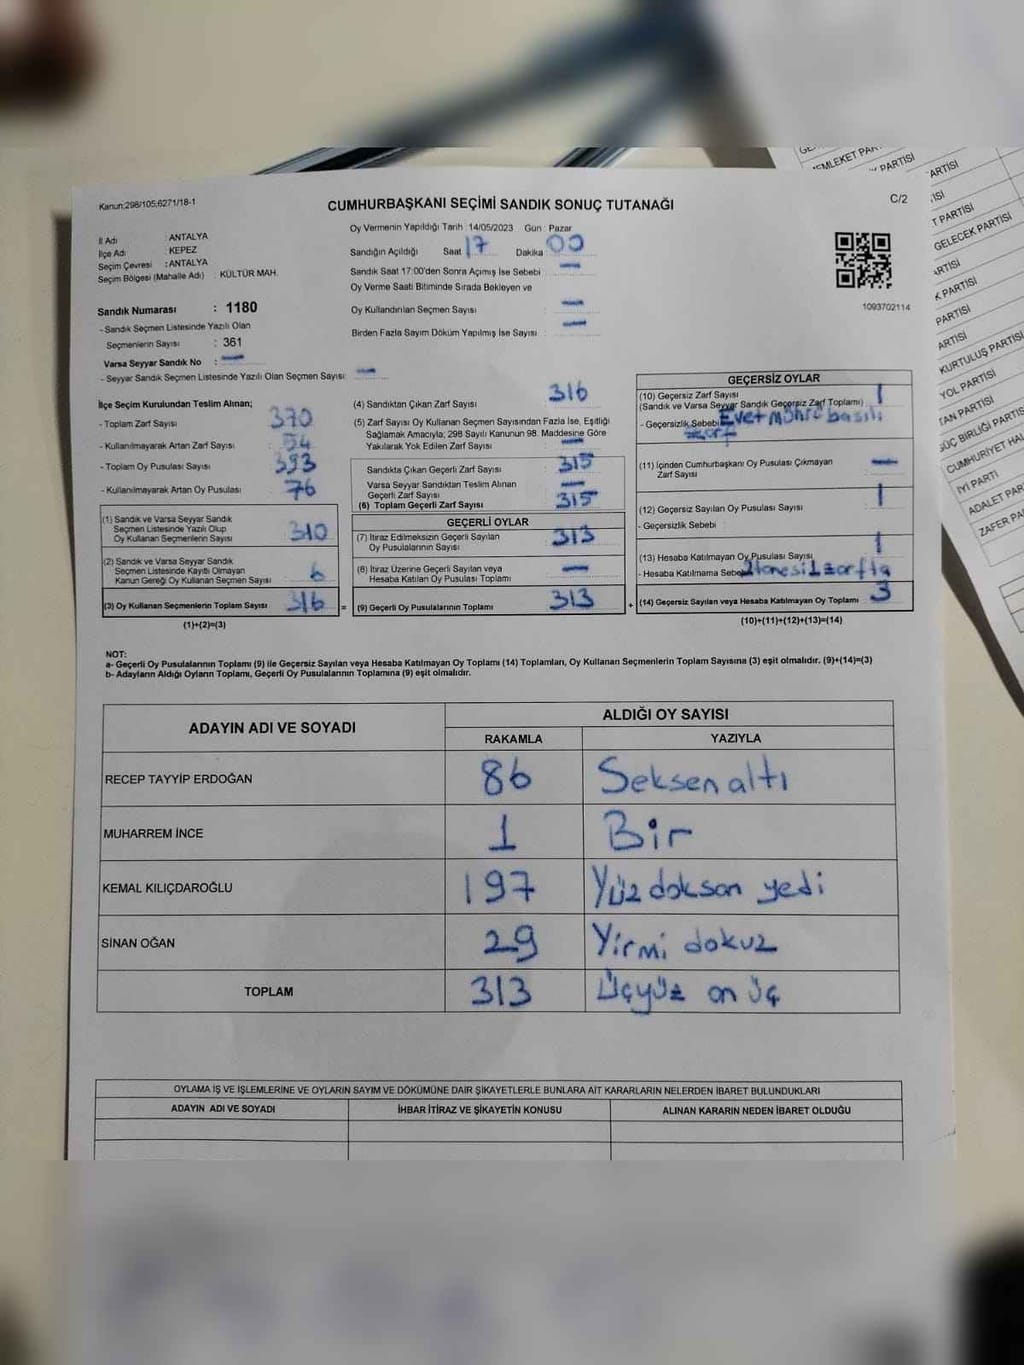 Kanun:298/105;6271/18-1
CUMHURBAŞKANI SEÇİMİ SANDIK SONUÇ TUTANAĞI
C/2
İl Adı : ANTALYA
İlçe Adı : KEPEZ
Seçim Çevresi : ANTALYA
Seçim Bölgesi (Mahalle Adı) : KÜLTÜR MAH.
Sandık Numarası : 1180
- Sandık Seçmen Listesinde Yazılı Olan
Seçmenlerin Sayısı : 361
Varsa Seyyar Sandık No : —
- Seyyar Sandık Seçmen Listesinde Yazılı Olan Seçmen Sayısı: —
Oy Vermenin Yapıldığı Tarih : 14/05/2023 Gün : Pazar
Sandığın Açıldığı Saat 17 Dakika 00
Sandık Saat 17:00'den Sonra Açımış İse Sebebi : —
Oy Verme Saati Bitiminde Sırada Bekleyen ve
Oy Kullandırılan Seçmen Sayısı : —
Birden Fazla Sayım Döküm Yapılmış İse Sayısı : —
1093702114
İlçe Seçim Kurulundan Teslim Alınan;
- Toplam Zarf Sayısı : 370
- Kullanılmayarak Artan Zarf Sayısı : 54
- Toplam Oy Pusulası Sayısı : 393
- Kullanılmayarak Artan Oy Pusulası : 76
(1) Sandık ve Varsa Seyyar Sandık
Seçmen Listesinde Yazılı Olup,
Oy Kullanan Seçmenlerin Sayısı 310
(2) Sandık ve Varsa Seyyar Sandık
Seçmen Listesinde Kayıtlı Olmayan
Kanun Gereği Oy Kullanan Seçmen Sayısı 6
(3) Oy Kullanan Seçmenlerin Toplam Sayısı 316 =
(1)+(2)=(3)
(4) Sandıktan Çıkan Zarf Sayısı 316
(5) Zarf Sayısı Oy Kullanan Seçmen Sayısından Fazla İse, Eşitliği
Sağlamak Amacıyla; 298 Sayılı Kanunun 98. Maddesine Göre
Yakılarak Yok Edilen Zarf Sayısı —
Sandıkta Çıkan Geçerli Zarf Sayısı 315
Varsa Seyyar Sandıktan Teslim Alınan
Geçerli Zarf Sayısı —
(6) Toplam Geçerli Zarf Sayısı 315
GEÇERLİ OYLAR
(7) İtiraz Edilmeksizin Geçerli Sayılan
Oy Pusulalarının Sayısı 313
(8) İtiraz Üzerine Geçerli Sayılan veya
Hesaba Katılan Oy Pusulası Toplamı —
(9) Geçerli Oy Pusulalarının Toplamı 313 +
GEÇERSİZ OYLAR
(10) Geçersiz Zarf Sayısı 1
(Sandık ve Varsa Seyyar Sandık Geçersiz Zarf Toplamı)
- Geçersizlik Sebebi Evet mührü basılı
zarf
(11) İçinden Cumhurbaşkanı Oy Pusulası Çıkmayan
Zarf Sayısı —
(12) Geçersiz Sayılan Oy Pusulası Sayısı 1
- Geçersizlik Sebebi :
(13) Hesaba Katılmayan Oy Pusulası Sayısı 1
- Hesaba Katılmama Sebebi 2 tanesi 1 zarfta
(14) Geçersiz Sayılan veya Hesaba Katılmayan Oy Toplamı 3
(10)+(11)+(12)+(13)=(14)
NOT:
a- Geçerli Oy Pusulalarının Toplamı (9) ile Geçersiz Sayılan veya Hesaba Katılmayan Oy Toplamı (14) Toplamları, Oy Kullanan Seçmenlerin Toplam Sayısına (3) eşit olmalıdır. (9)+(14)=(3)
b- Adayların Aldığı Oyların Toplamı, Geçerli Oy Pusulalarının Toplamına (9) eşit olmalıdır.
ADAYIN ADI VE SOYADI
ALDIĞI OY SAYISI
RAKAMLA YAZIYLA
RECEP TAYYİP ERDOĞAN 86 Seksen altı
MUHARREM İNCE 1 Bir
KEMAL KILIÇDAROĞLU 197 Yüz doksan yedi
SİNAN OĞAN 29 Yirmi dokuz
TOPLAM 313 Üçyüz on üç
OYLAMA İŞ VE İŞLEMLERİNE VE OYLARIN SAYIM VE DÖKÜMÜNE DAİR ŞİKAYETLERLE BUNLARA AİT KARARLARIN NELERDEN İBARET BULUNDUKLARI
ADAYIN ADI VE SOYADI İHBAR İTİRAZ VE ŞİKAYETİN KONUSU ALINAN KARARIN NEDEN İBARET OLDUĞU
PARTİSİ
ARTİSİ
T PARTİSİ
GELECEK PARTİSİ
ARTİSİ
K PARTİSİ
PARTİSİ
ARTİSİ
KURTULUŞ PARTİSİ
YOL PARTİSİ
TAN PARTİSİ
GÜÇ BİRLİĞİ PARTİSİ
CUMHURİYET HAL
İYİ PARTİ
ADALET PAR
ZAFER PAR